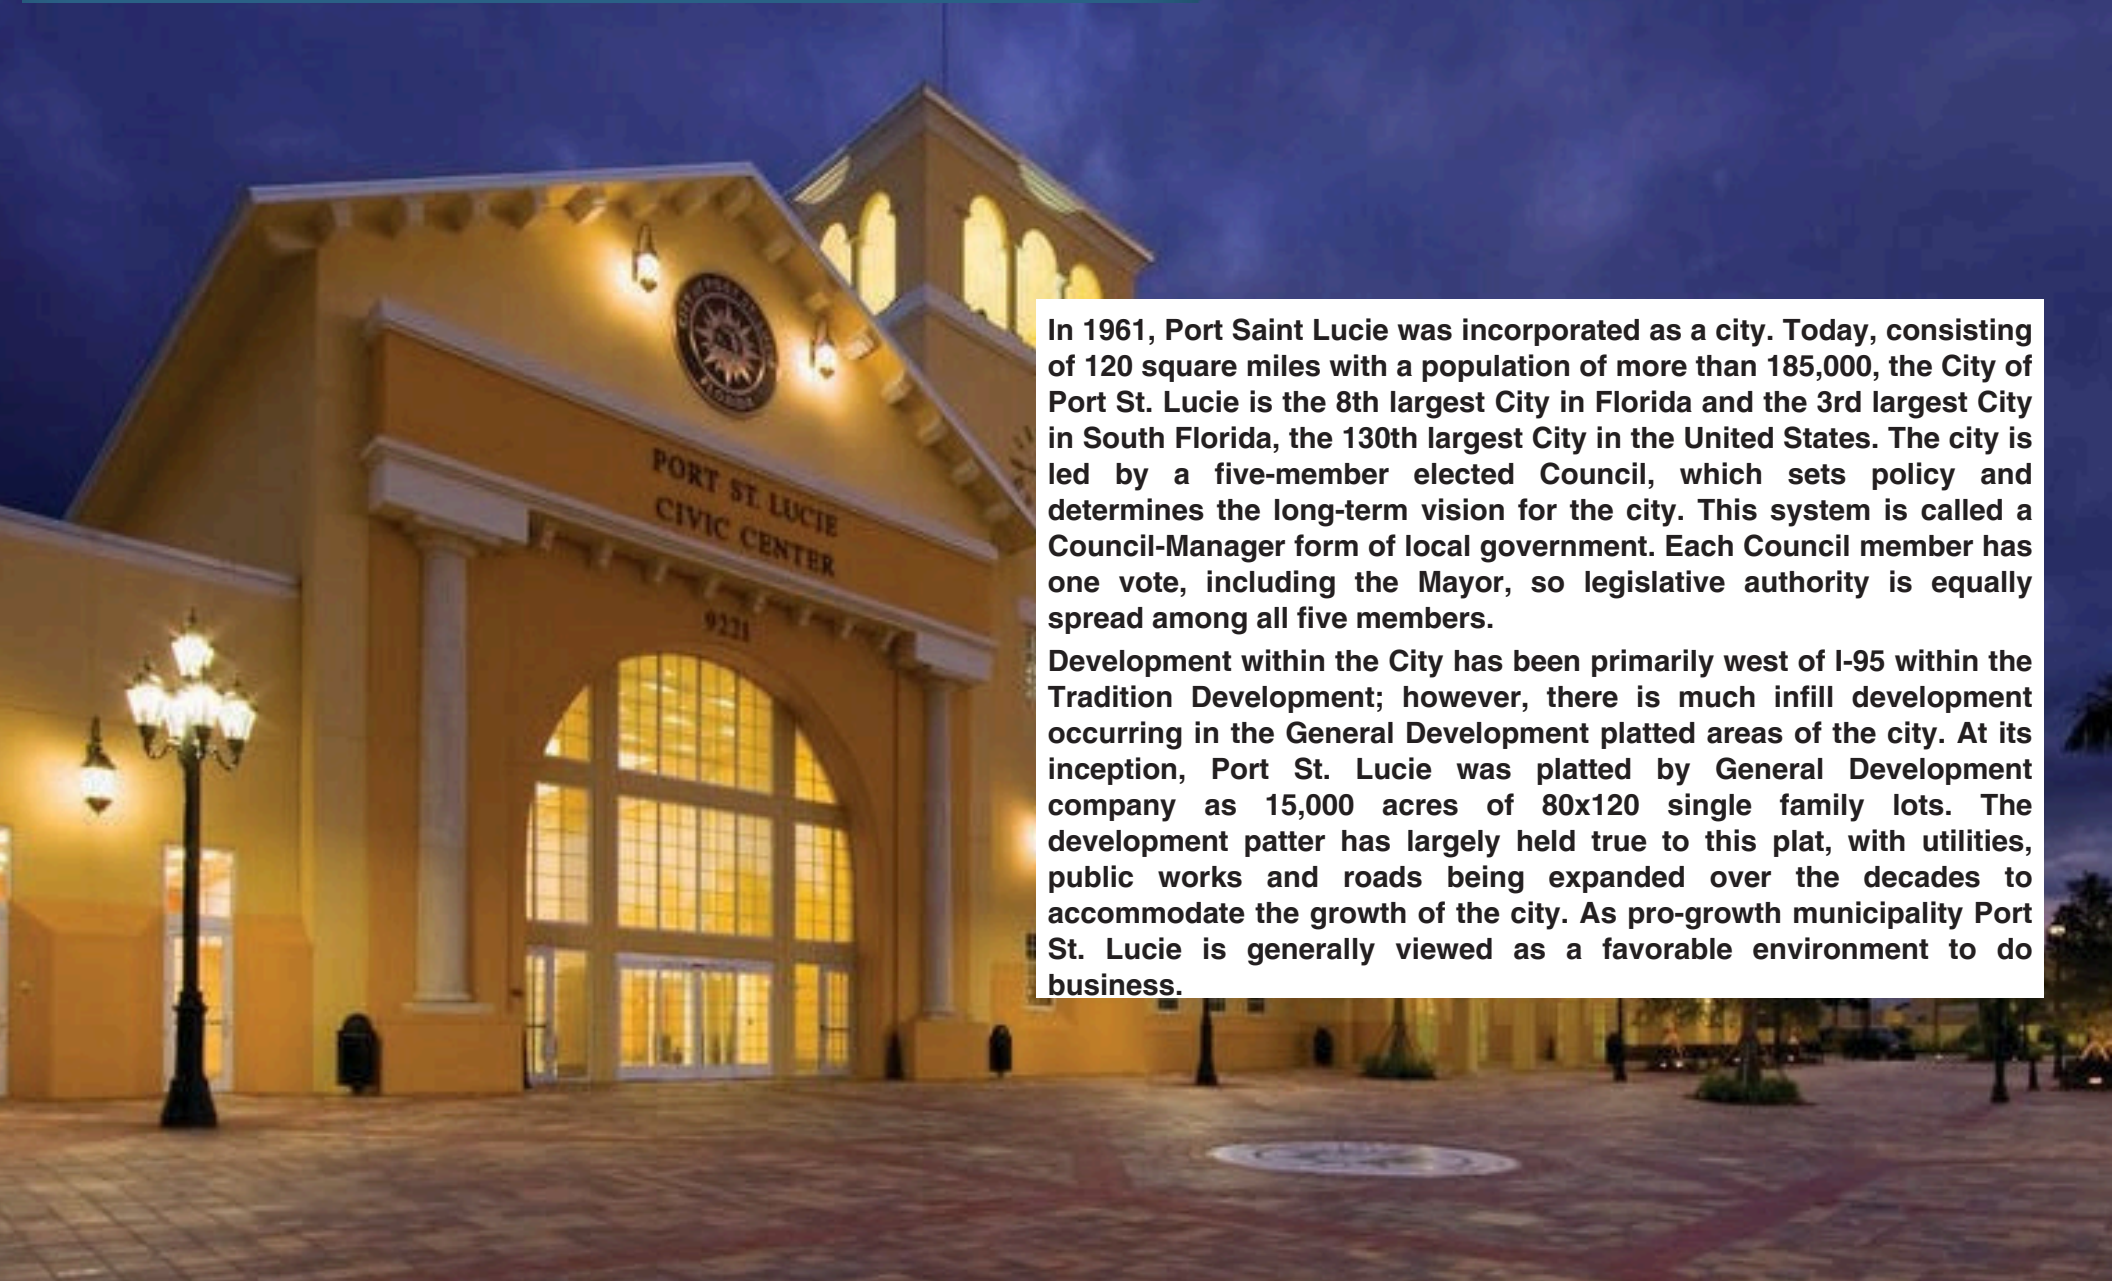 CITY OF PORT ST. LUCIE
FLORIDA
PORT ST. LUCIE
CIVIC CENTER
9221
In 1961, Port Saint Lucie was incorporated as a city. Today, consisting
of 120 square miles with a population of more than 185,000, the City of
Port St. Lucie is the 8th largest City in Florida and the 3rd largest City
in South Florida, the 130th largest City in the United States. The city is
led by a five-member elected Council, which sets policy and
determines the long-term vision for the city. This system is called a
Council-Manager form of local government. Each Council member has
one vote, including the Mayor, so legislative authority is equally
spread among all five members.
Development within the City has been primarily west of I-95 within the
Tradition Development; however, there is much infill development
occurring in the General Development platted areas of the city. At its
inception, Port St. Lucie was platted by General Development
company as 15,000 acres of 80x120 single family lots. The
development patter has largely held true to this plat, with utilities,
public works and roads being expanded over the decades to
accommodate the growth of the city. As pro-growth municipality Port
St. Lucie is generally viewed as a favorable environment to do
business.